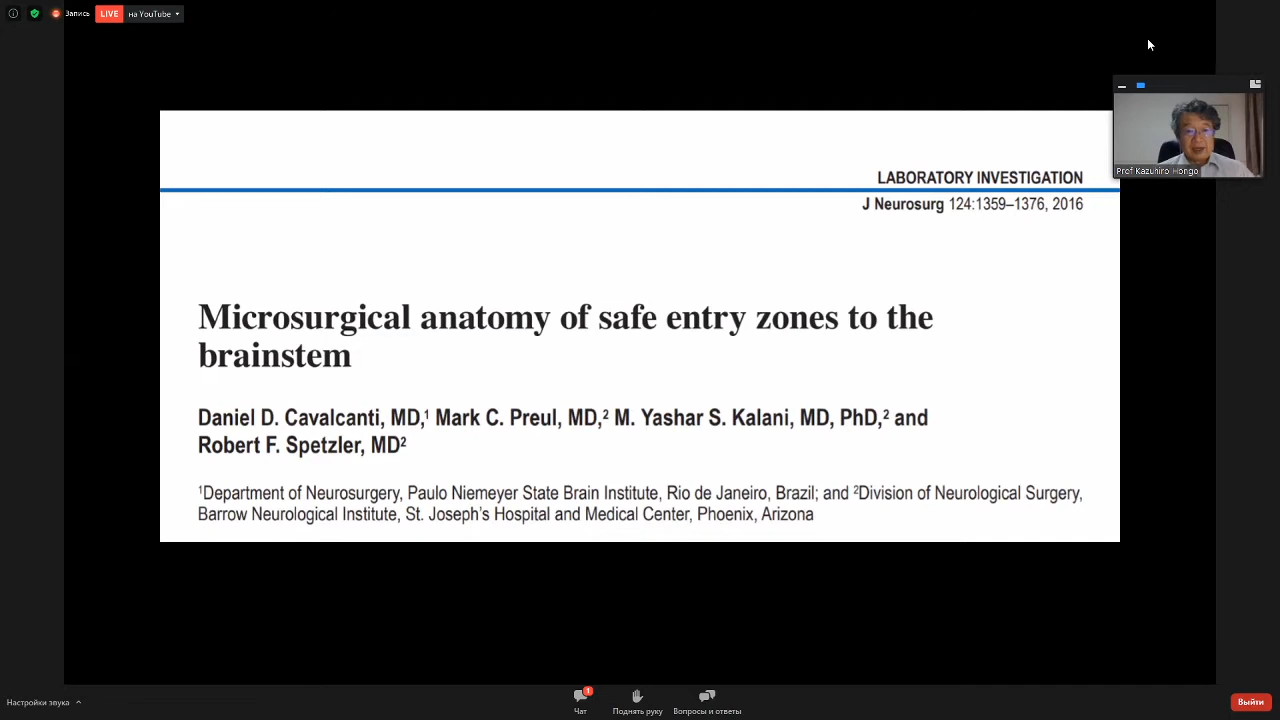 Запись
LIVE
на YouTube
Prof Kazuhiro Hongo
LABORATORY INVESTIGATION
J Neurosurg 124:1359–1376, 2016
Microsurgical anatomy of safe entry zones to the
brainstem
Daniel D. Cavalcanti, MD,¹ Mark C. Preul, MD,² M. Yashar S. Kalani, MD, PhD,² and
Robert F. Spetzler, MD²
¹Department of Neurosurgery, Paulo Niemeyer State Brain Institute, Rio de Janeiro, Brazil; and ²Division of Neurological Surgery,
Barrow Neurological Institute, St. Joseph’s Hospital and Medical Center, Phoenix, Arizona
Настройки звука
1
Чат
Поднять руку
Вопросы и ответы
Выйти